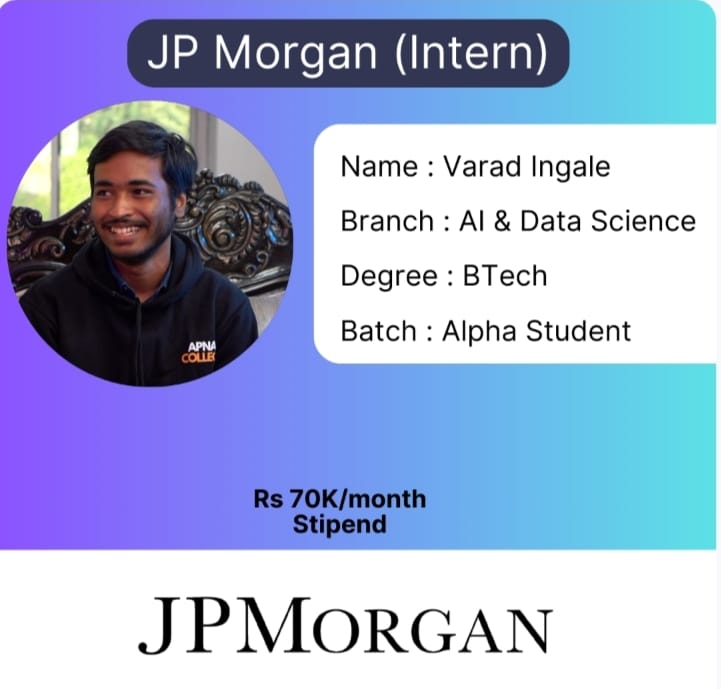 JP Morgan (Intern)
Name : Varad Ingale
Branch : AI & Data Science
Degree : BTech
Batch : Alpha Student
APNA
COLLE
Rs 70K/month
Stipend
JPMORGAN